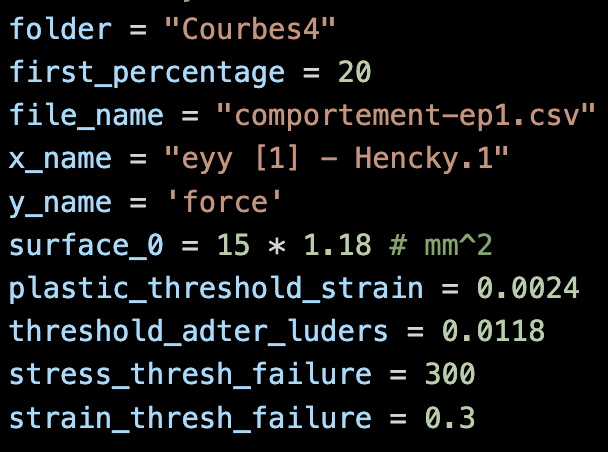 folder = "Courbes4"
first_percentage = 20
file_name = "comportement-ep1.csv"
x_name = "eyy [1] - Hencky.1"
y_name = 'force'
surface_0 = 15 * 1.18 # mm^2
plastic_threshold_strain = 0.0024
threshold_adter_luders = 0.0118
stress_thresh_failure = 300
strain_thresh_failure = 0.3